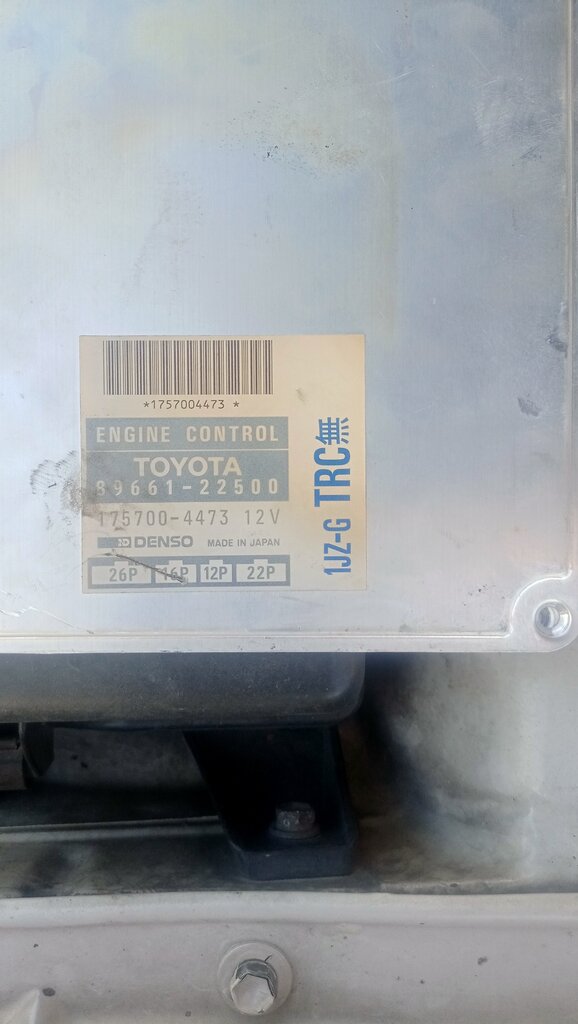 *1757004473 *
ENGINE CONTROL
TOYOTA
89661-22500
175700-4473 12V
DENSO MADE IN JAPAN
26P 16P 12P 22P
1JZ-G TRC無